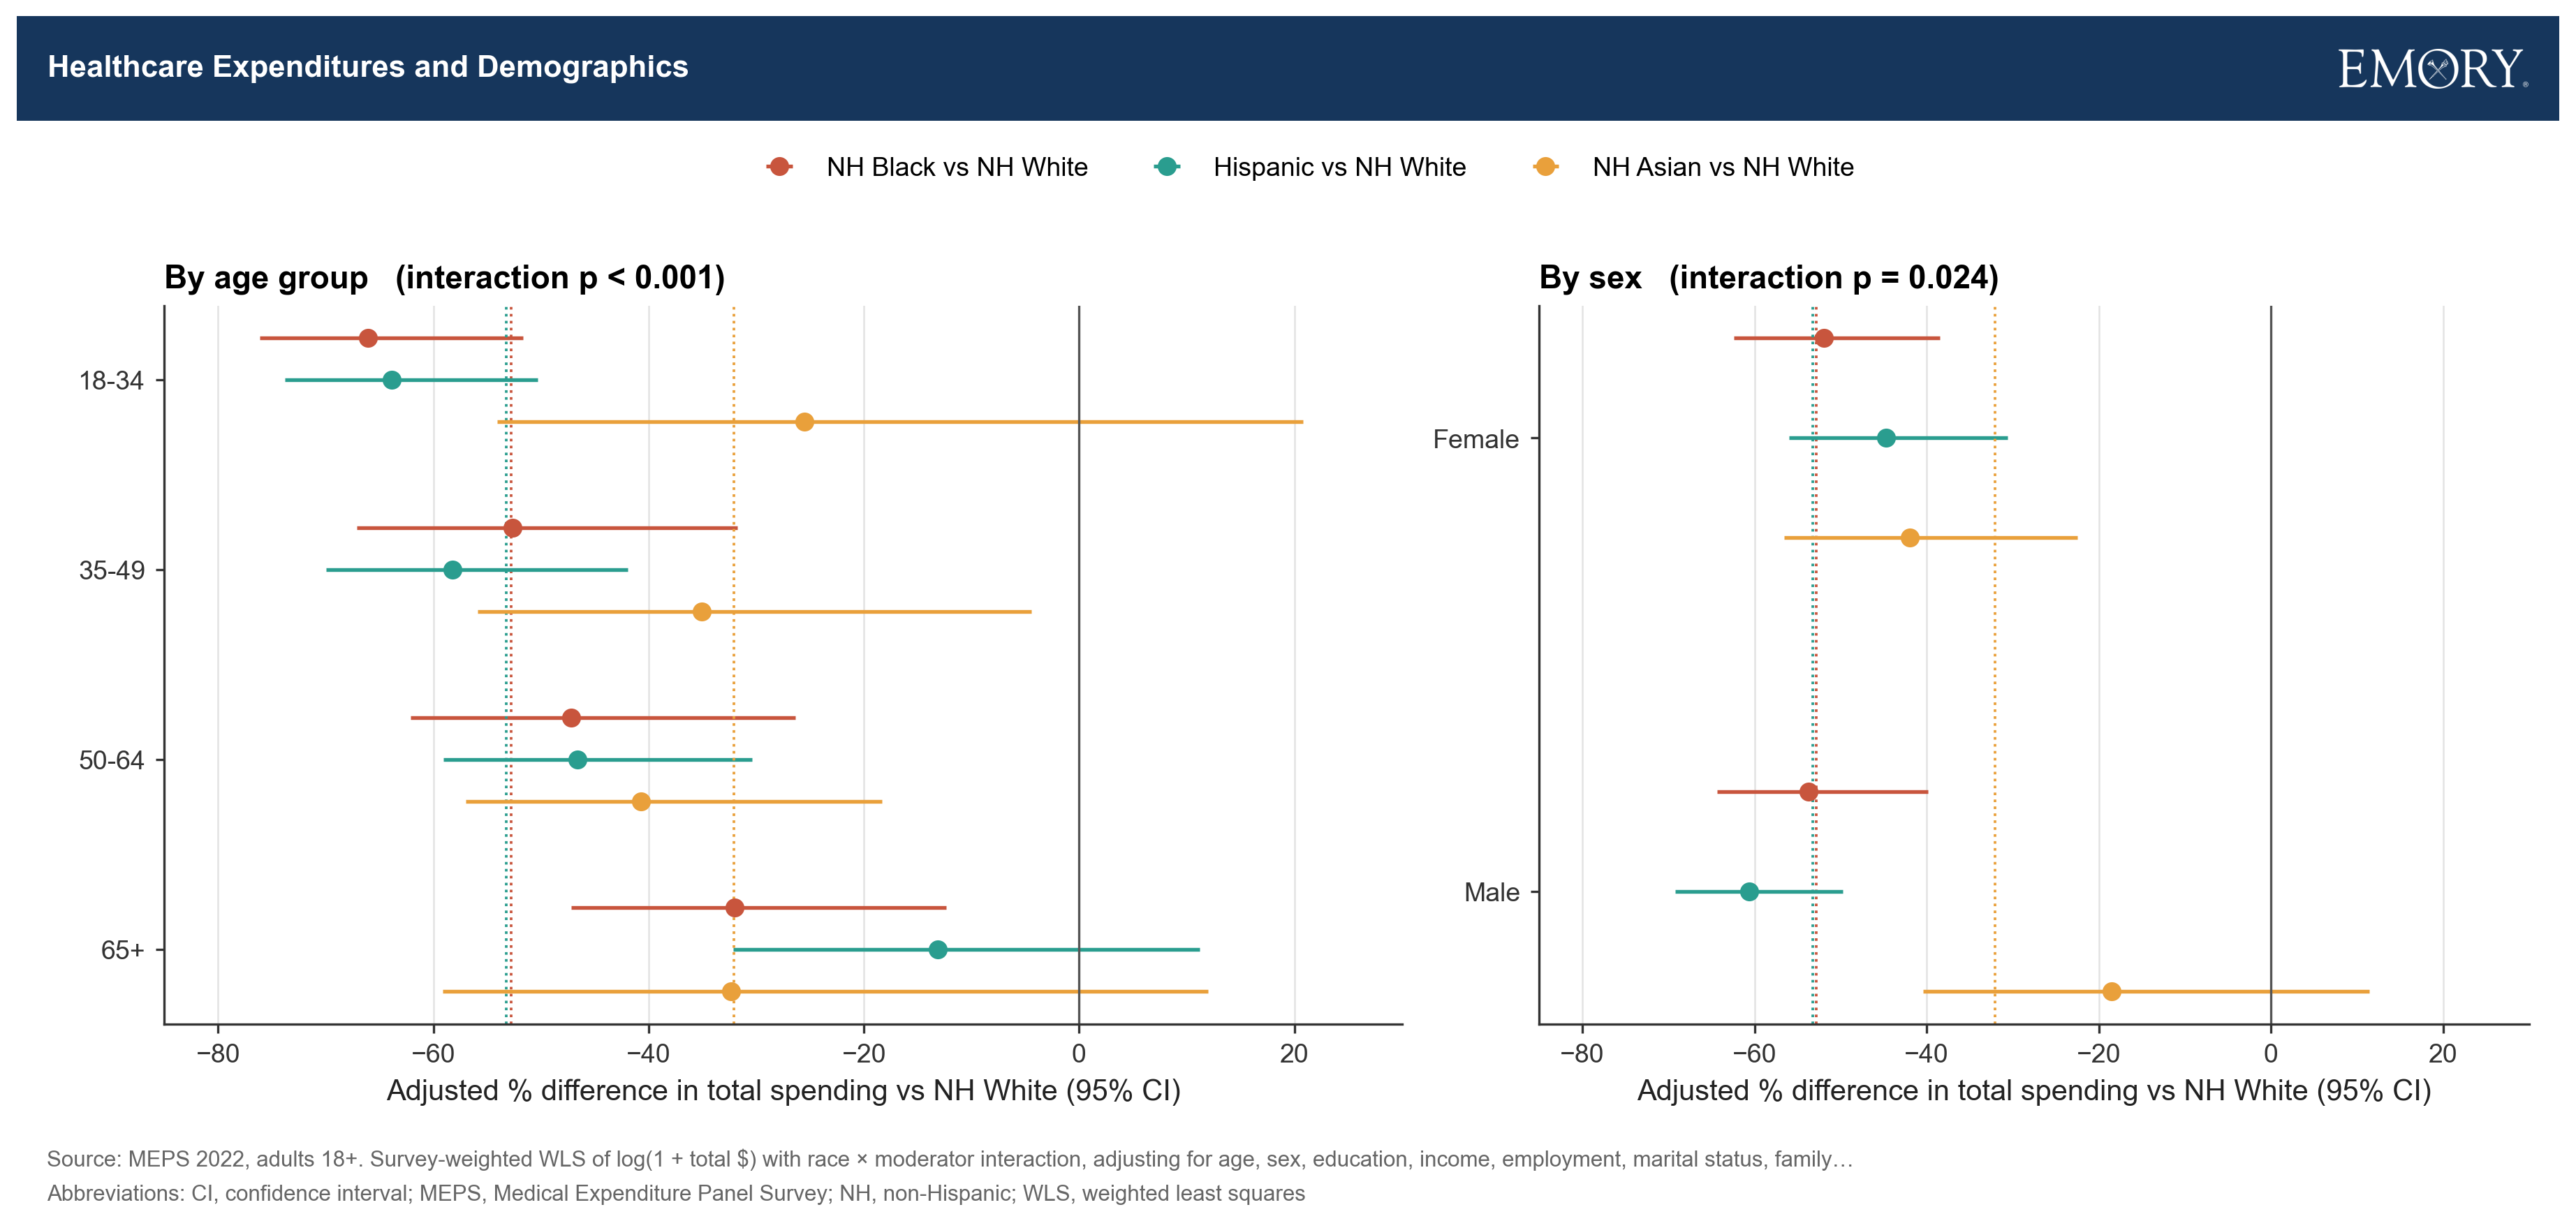 Healthcare Expenditures and Demographics
EMORY®
NH Black vs NH White
Hispanic vs NH White
NH Asian vs NH White
By age group (interaction p < 0.001)
18-34
35-49
50-64
65+
−80 −60 −40 −20 0 20
Adjusted % difference in total spending vs NH White (95% CI)
By sex (interaction p = 0.024)
Female
Male
−80 −60 −40 −20 0 20
Adjusted % difference in total spending vs NH White (95% CI)
Source: MEPS 2022, adults 18+. Survey-weighted WLS of log(1 + total $) with race × moderator interaction, adjusting for age, sex, education, income, employment, marital status, family…
Abbreviations: CI, confidence interval; MEPS, Medical Expenditure Panel Survey; NH, non-Hispanic; WLS, weighted least squares